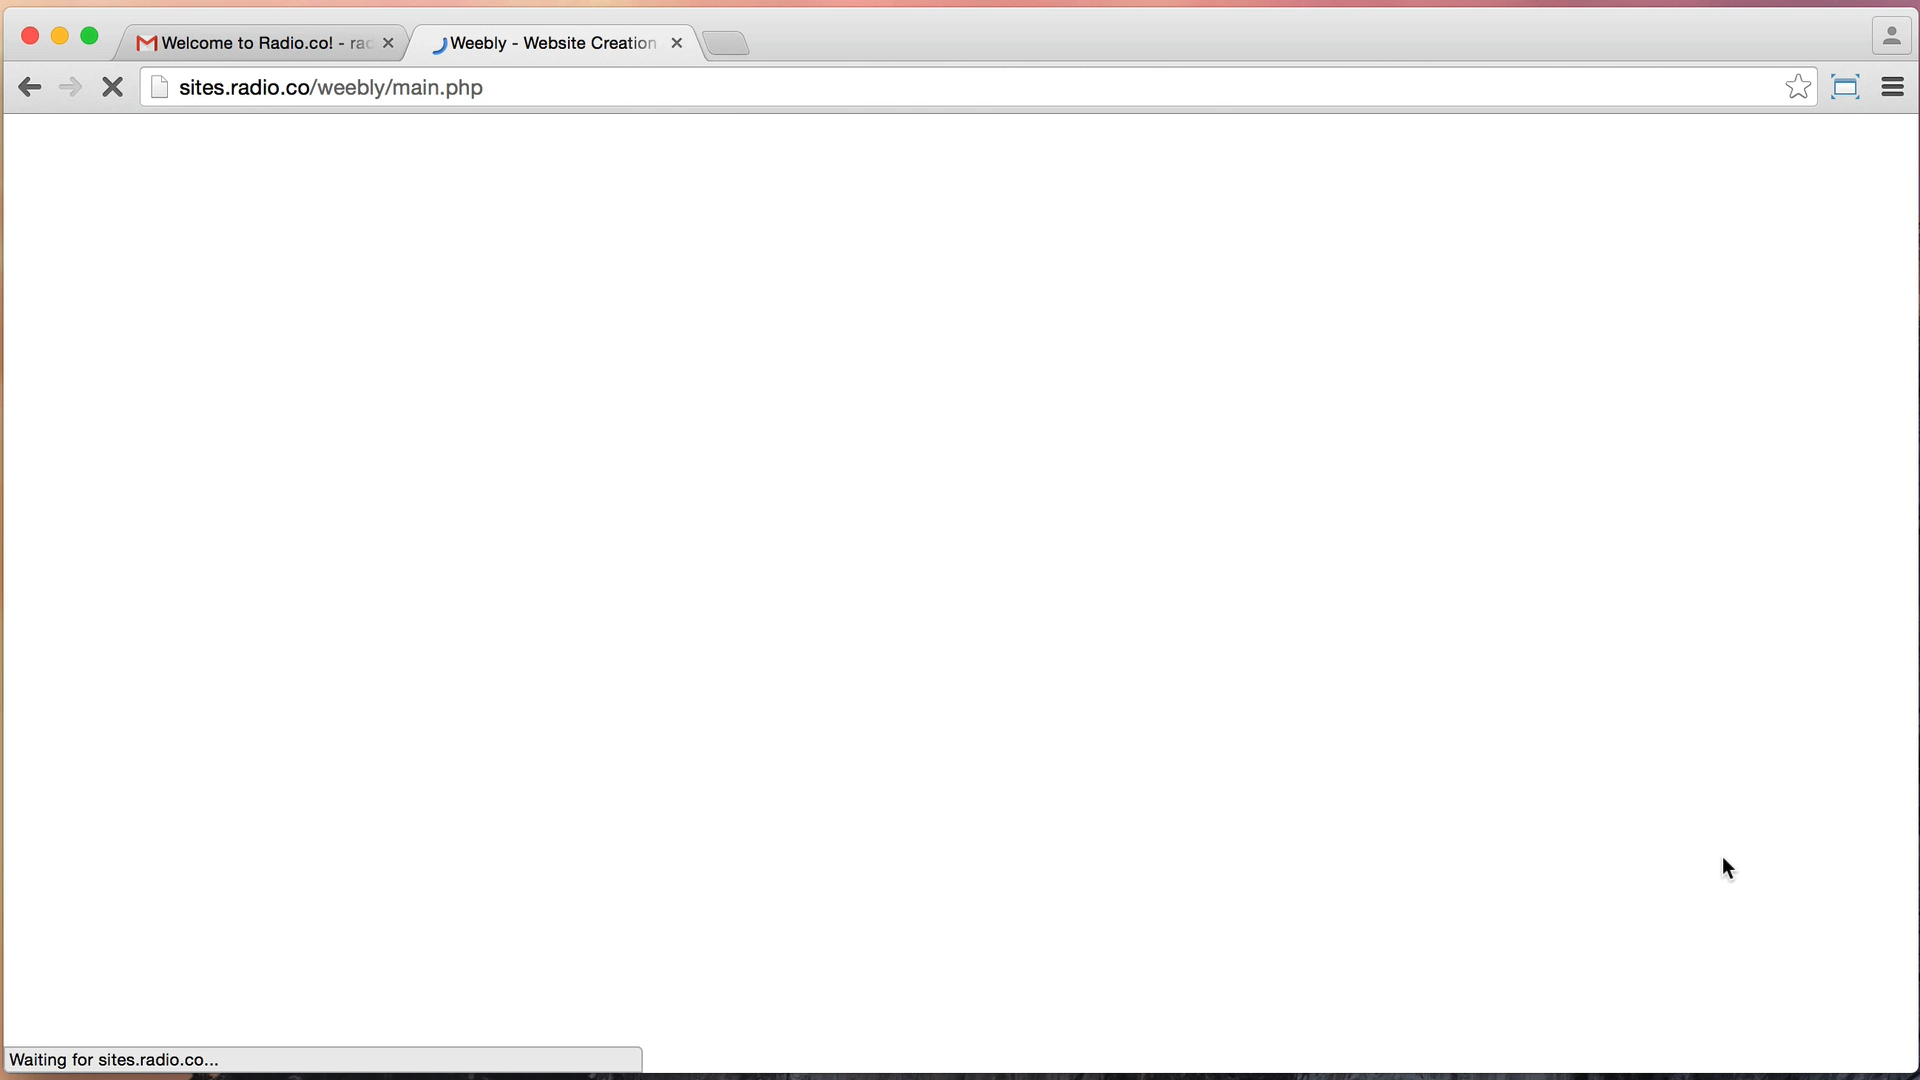 Welcome to Radio.co! - rac
Weebly - Website Creation
sites.radio.co/weebly/main.php
Waiting for sites.radio.co...